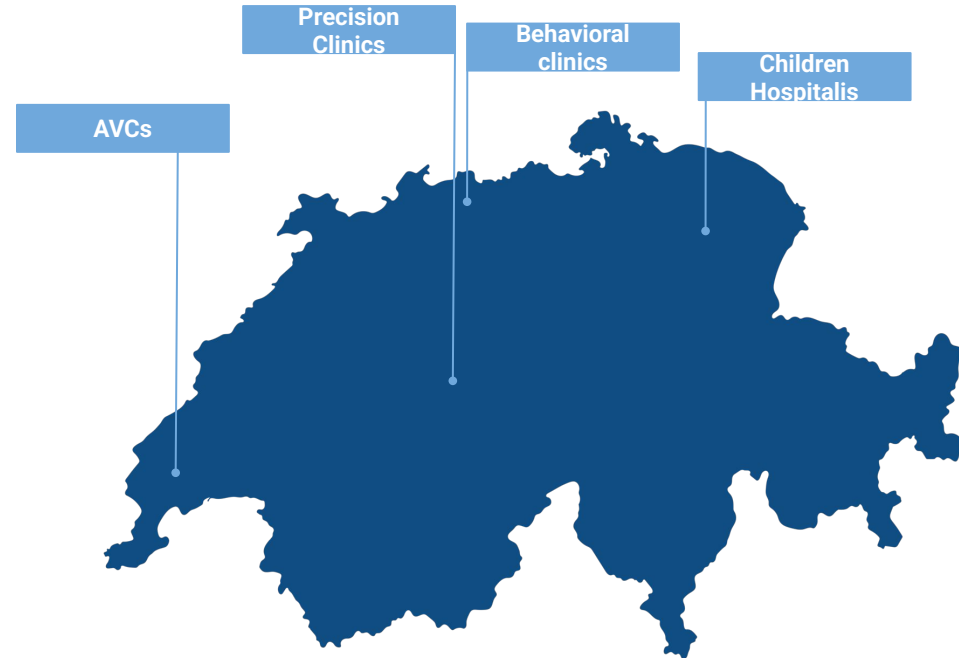 Precision
Clinics
Behavioral
clinics
Children
Hospitalis
AVCs